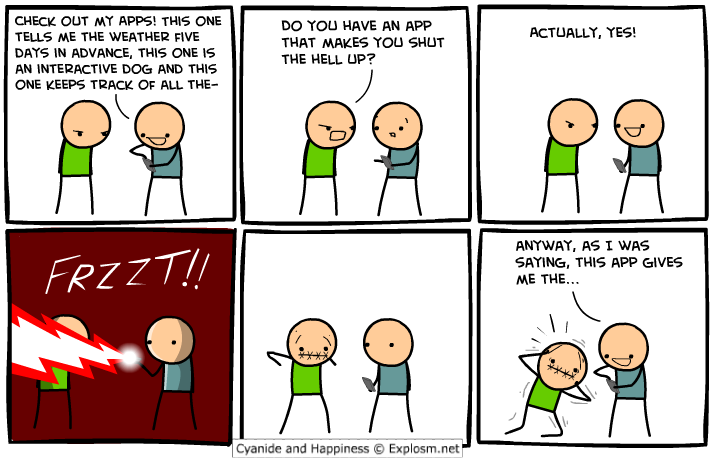 CHECK OUT MY APPS! THIS ONE
TELLS ME THE WEATHER FIVE
DAYS IN ADVANCE, THIS ONE IS
AN INTERACTIVE DOG AND THIS
ONE KEEPS TRACK OF ALL THE-
DO YOU HAVE AN APP
THAT MAKES YOU SHUT
THE HELL UP?
ACTUALLY, YES!
FRZZT!!
ANYWAY, AS I WAS
SAYING, THIS APP GIVES
ME THE...
Cyanide and Happiness © Explosm.net